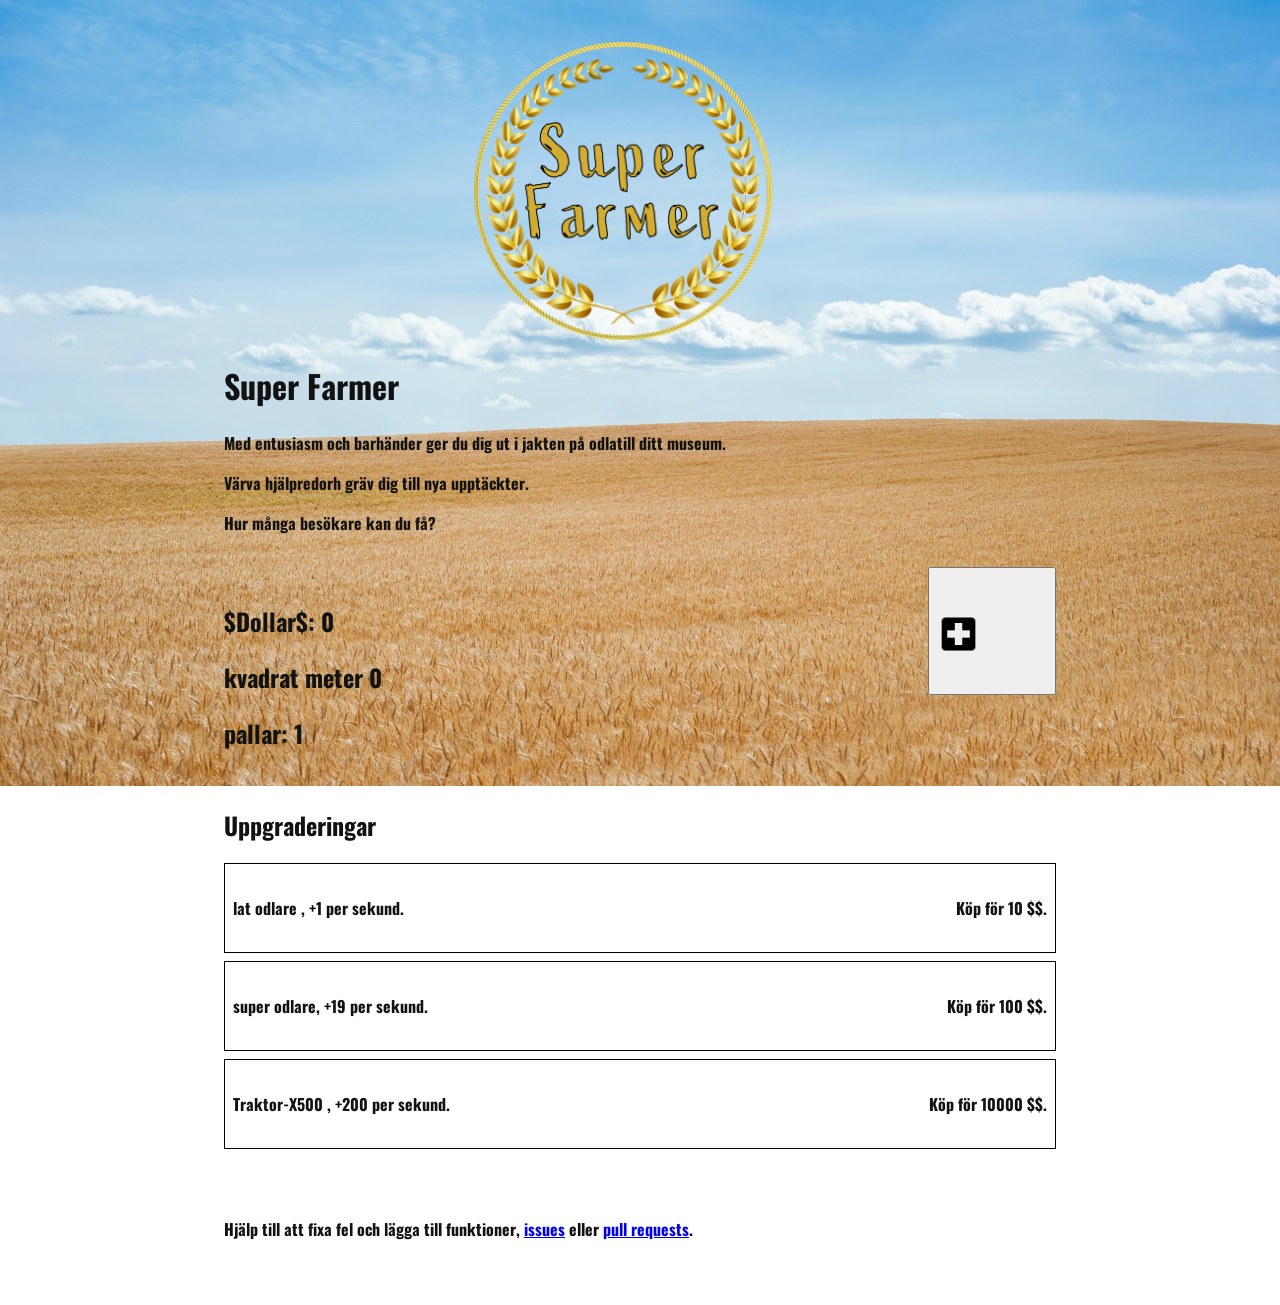 Super
Farmer
Super Farmer
Med entusiasm och barhänder ger du dig ut i jakten på odlatill ditt museum.
Värva hjälpredorh gräv dig till nya upptäckter.
Hur många besökare kan du få?
$Dollar$: 0
kvadrat meter 0
pallar: 1
Uppgraderingar
lat odlare , +1 per sekund. Köp för 10 $$.
super odlare, +19 per sekund. Köp för 100 $$.
Traktor-X500 , +200 per sekund. Köp för 10000 $$.
Hjälp till att fixa fel och lägga till funktioner, issues eller pull requests.